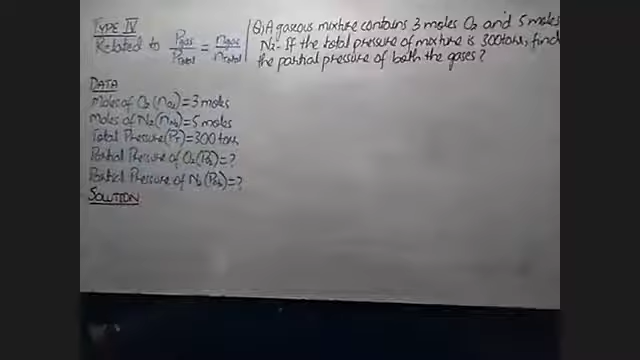 TYPE IV
Related to Pgas/Ptotal = ngas/ntotal
Q:) A gaseous mixture contains 3 moles O2 and 5 moles
N2. If the total pressure of mixture is 300torr, find
the partial pressure of both the gases?
DATA
Moles of O2(nO2)=3moles
Moles of N2(nN2)=5 moles
Total Pressure(PT)=300 torr
Partial Pressure of O2(PO2)=?
Partial Pressure of N2(PN2)=?
SOLUTION